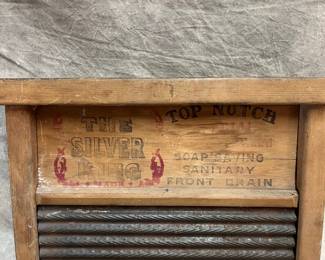 THE
SILVER
KING
TOP NOTCH
SOAP SAVING
SANITARY
FRONT DRAIN